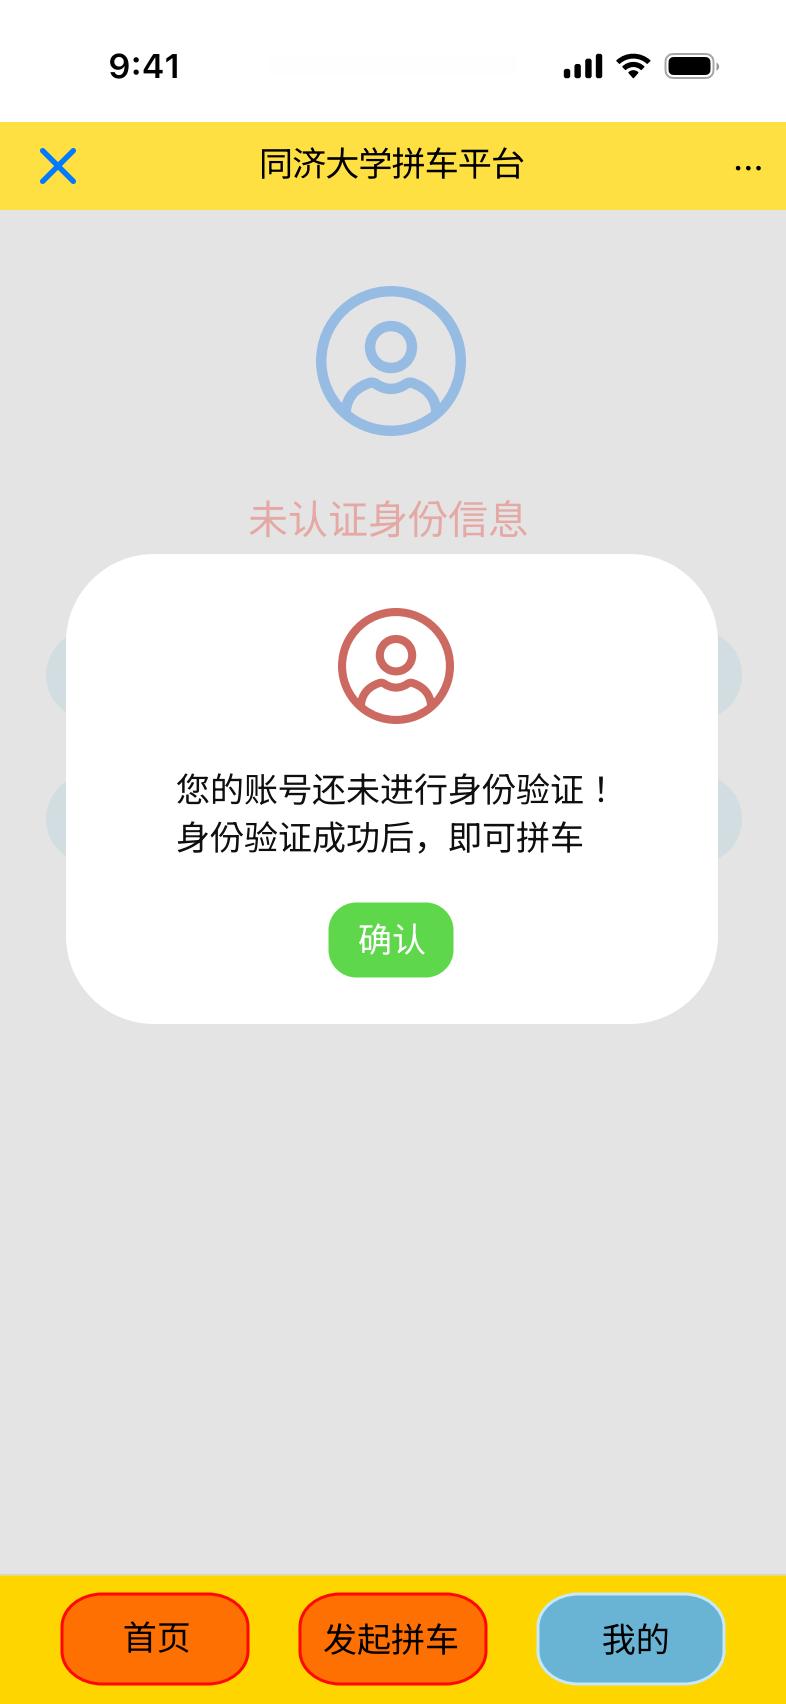 9:41
同济大学拼车平台
...
未认证身份信息
您的账号还未进行身份验证！
身份验证成功后，即可拼车
确认
首页
发起拼车
我的